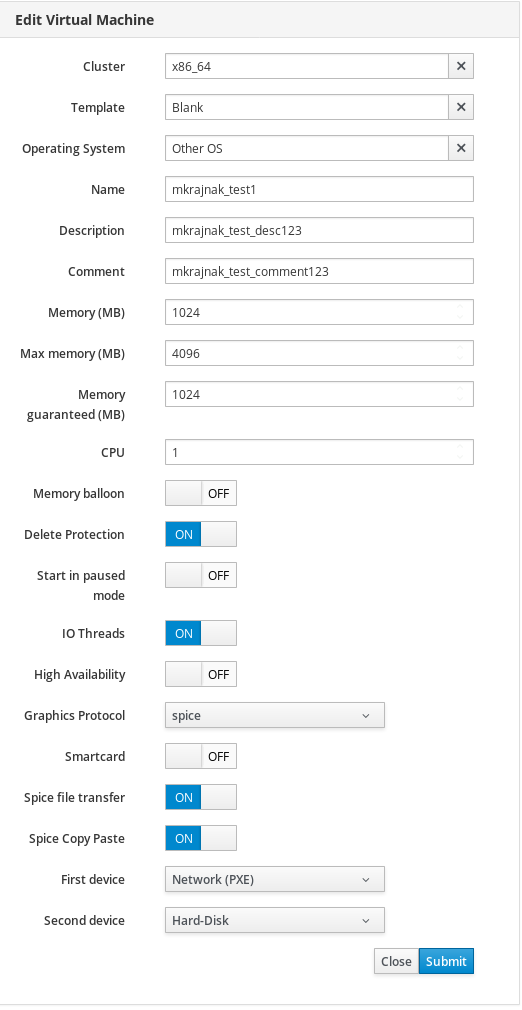 Edit Virtual Machine
Cluster x86_64
Template Blank
Operating System Other OS
Name mkrajnak_test1
Description mkrajnak_test_desc123
Comment mkrajnak_test_comment123
Memory (MB) 1024
Max memory (MB) 4096
Memory guaranteed (MB) 1024
CPU 1
Memory balloon OFF
Delete Protection ON
Start in paused mode OFF
IO Threads ON
High Availability OFF
Graphics Protocol spice
Smartcard OFF
Spice file transfer ON
Spice Copy Paste ON
First device Network (PXE)
Second device Hard-Disk
Close Submit